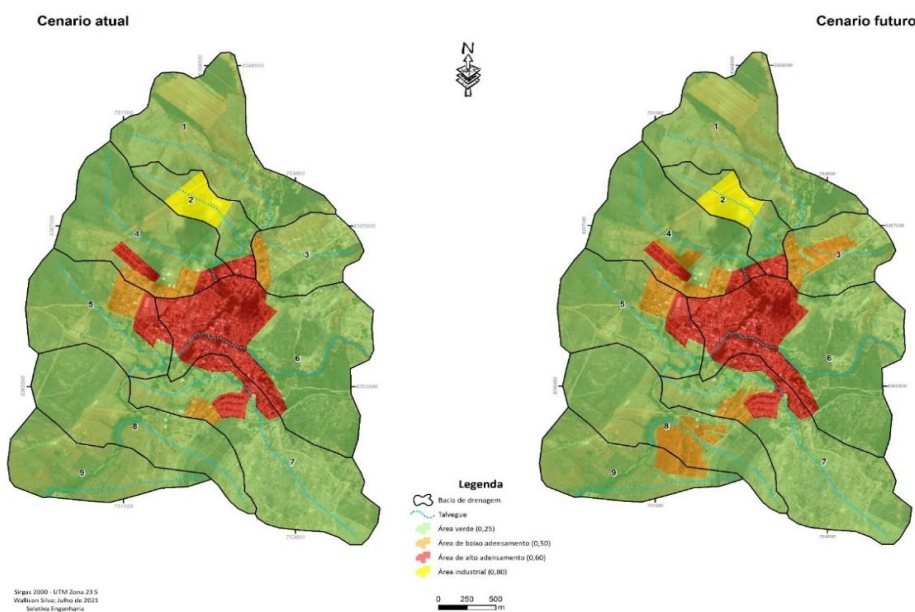 Cenario atual
Cenario futuro
N
1
2
3
4
5
6
7
8
9
1
2
3
4
5
6
7
8
9
Legenda
Bacia de drenagem
Talvegue
Área verde (0,25)
Área de baixo adensamento (0,50)
Área de alto adensamento (0,60)
Área industrial (0,80)
0 250 500
m
Sirgas 2000 - UTM Zona 23 S
Wallison Silva; Julho de 2021
Seletiva Engenharia